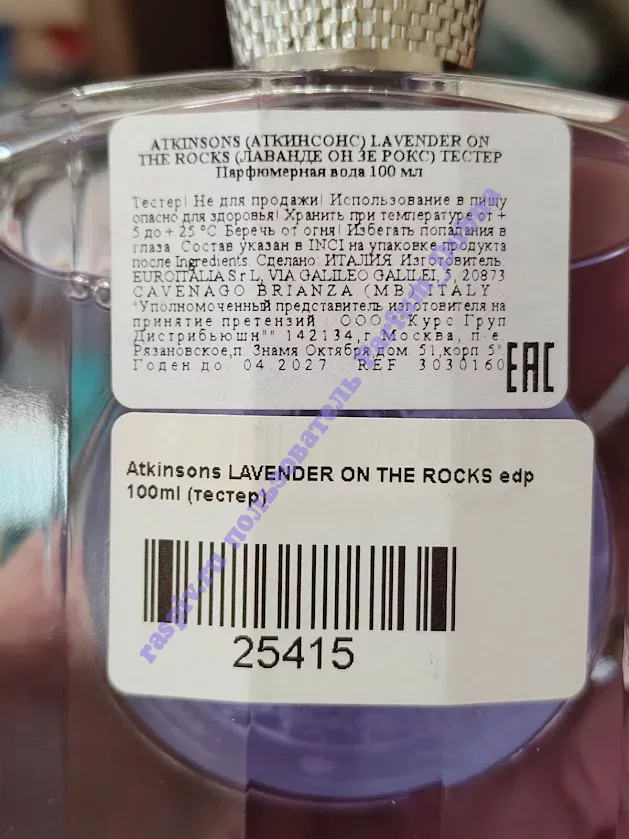 ATKINSONS (АТКИНСОНС) LAVENDER ON
THE ROCKS (ЛАВАНДЕ ОН ЗЕ РОКС) ТЕСТЕР
Парфюмерная вода 100 мл
Тестер! Не для продажи! Использование в пищу
опасно для здоровья! Хранить при температуре от +
5 до + 25 °С. Беречь от огня! Избегать попадания в
глаза. Состав указан в INCI на упаковке продукта
после Ingredients. Сделано: ИТАЛИЯ. Изготовитель:
EUROITALIA S r L, VIA GALILEO GALILEI, 5, 20873
CAVENAGO BRIANZA (MB) ITALY
"Уполномоченный представитель изготовителя на
принятие претензий : ООО "Курс Груп
Дистрибьюшн"" 142134, г. Москва, п-е
Рязановское, п. Знамя Октября, дом. 51, корп 5"
Годен до: 04.2027 . REF 3030160
EAC
Atkinsons LAVENDER ON THE ROCKS edp
100ml (тестер)
25415
raspiv.ru пользователь Parfum_Dubna